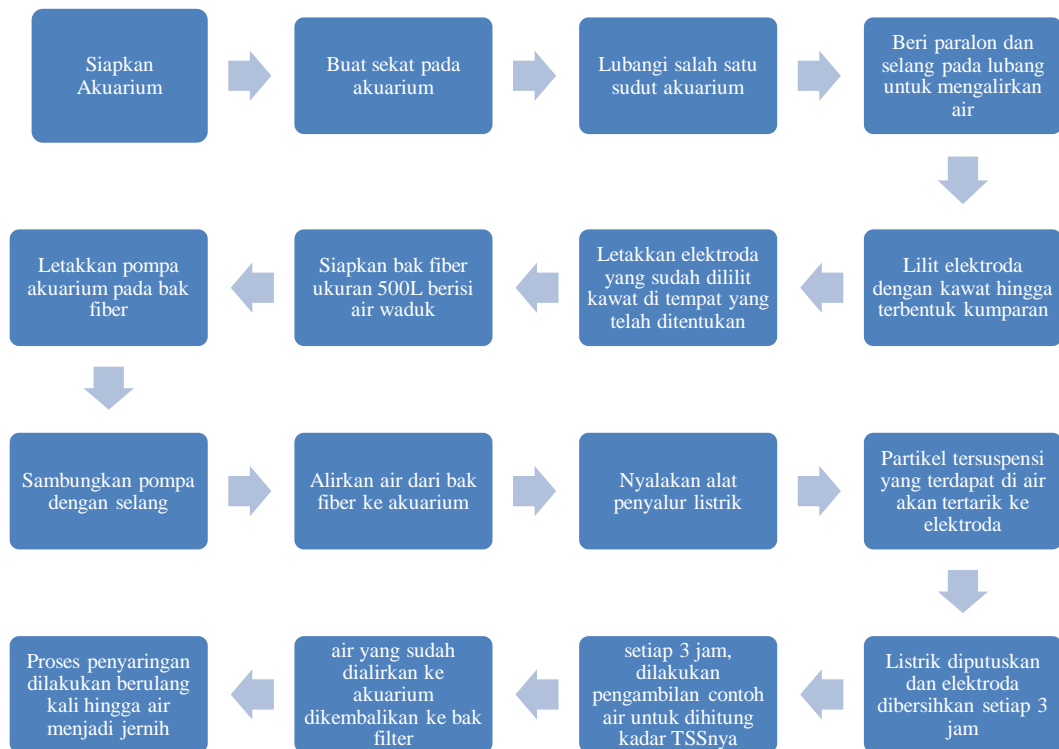 Siapkan
Akuarium
Buat sekat pada
akuarium
Lubangi salah satu
sudut akuarium
Beri paralon dan
selang pada lubang
untuk mengalirkan
air
Lilit elektroda
dengan kawat hingga
terbentuk kumparan
Letakkan elektroda
yang sudah dililit
kawat di tempat yang
telah ditentukan
Siapkan bak fiber
ukuran 500L berisi
air waduk
Letakkan pompa
akuarium pada bak
fiber
Sambungkan pompa
dengan selang
Alirkan air dari bak
fiber ke akuarium
Nyalakan alat
penyalur listrik
Partikel tersuspensi
yang terdapat di air
akan tertarik ke
elektroda
Listrik diputuskan
dan elektroda
dibersihkan setiap 3
jam
setiap 3 jam,
dilakukan
pengambilan contoh
air untuk dihitung
kadar TSSnya
air yang sudah
dialirkan ke
akuarium
dikembalikan ke bak
filter
Proses penyaringan
dilakukan berulang
kali hingga air
menjadi jernih